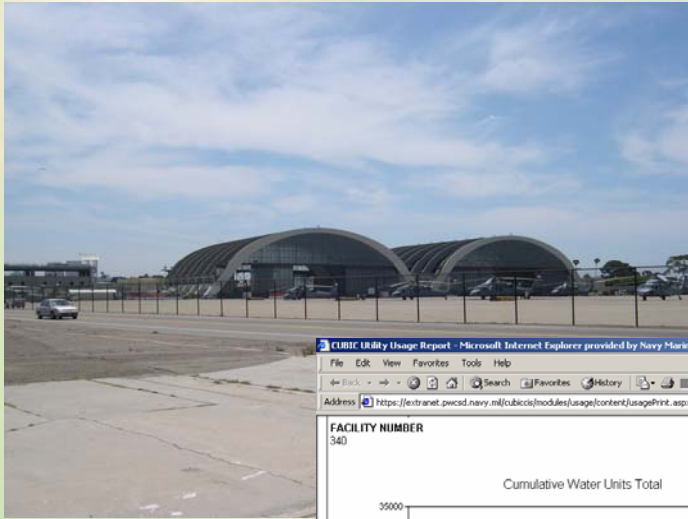 CUBIC Utility Usage Report - Microsoft Internet Explorer provided by Navy Marin
File Edit View Favorites Tools Help
Back Search Favorites History
Address https://extranet.pwcsd.navy.mil/cubiccis/modules/usage/content/usagePrint.asp
FACILITY NUMBER
340
Cumulative Water Units Total
35000